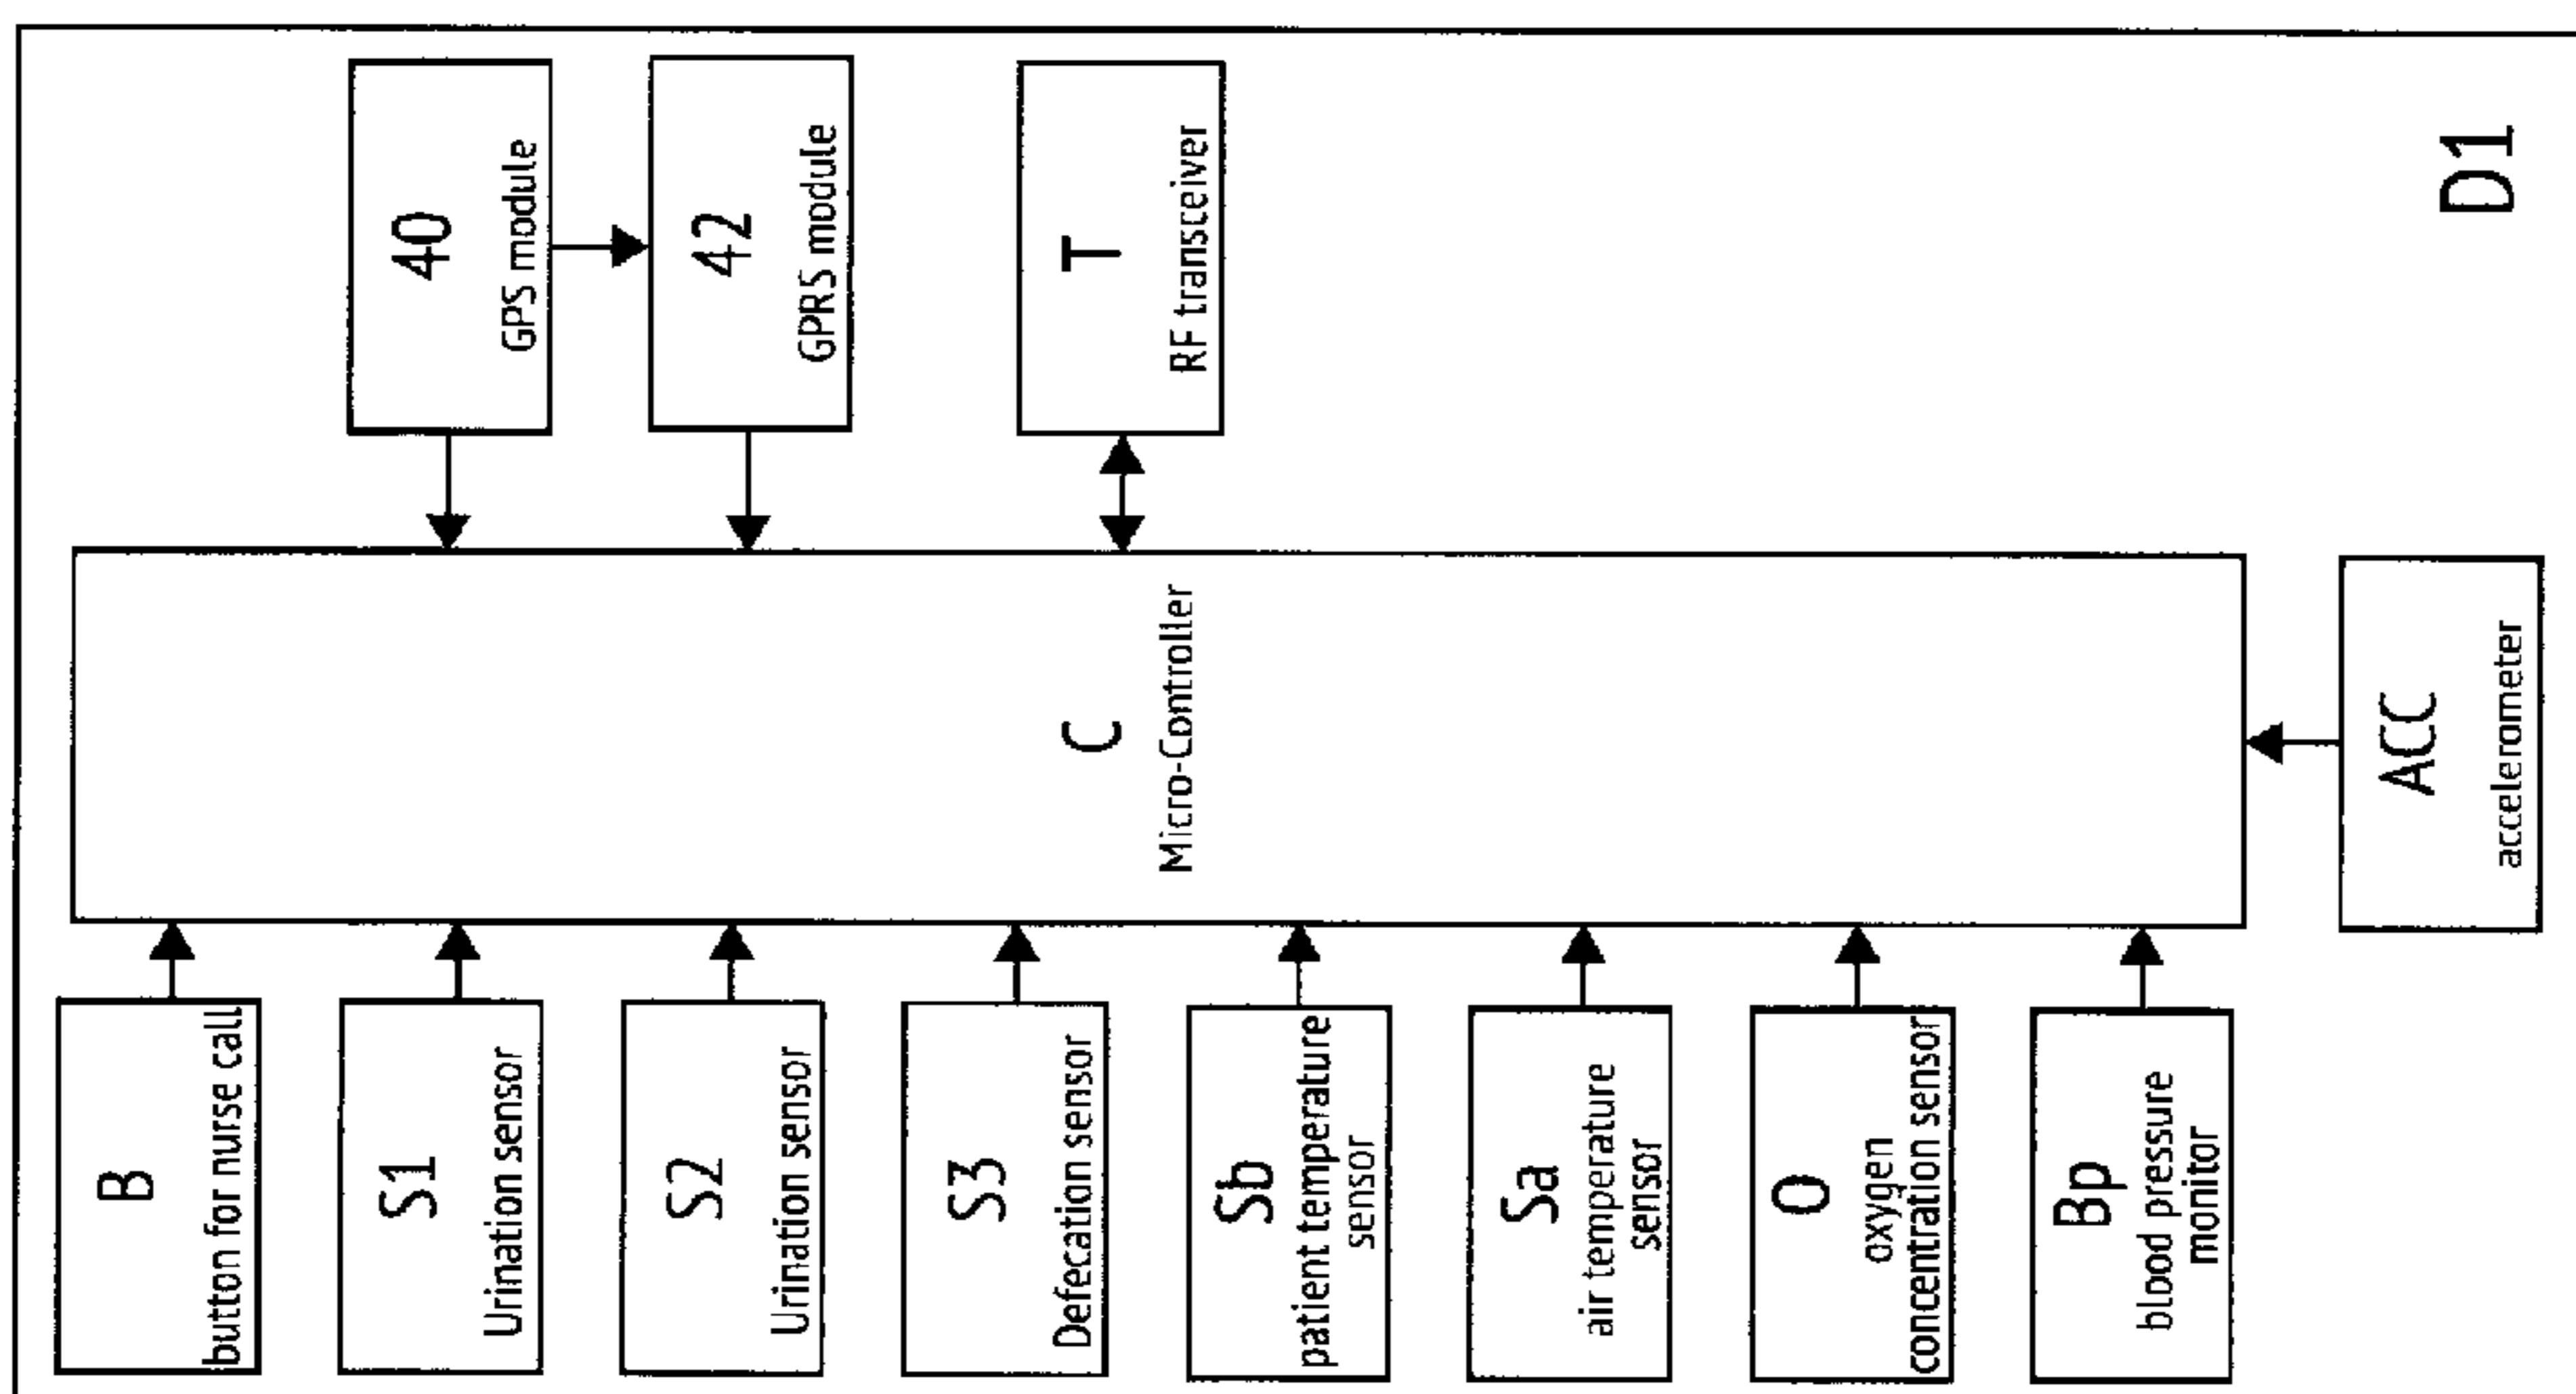 B
button for nurse call
S1
Urination sensor
S2
Urination sensor
S3
Defecation sensor
Sb
patient temperature
sensor
Sa
air temperature
sensor
O
oxygen
concentration sensor
Bp
blood pressure
monitor
C
Micro-Controller
ACC
accelerometer
40
GPS module
42
GPRS module
T
RF transceiver
D1